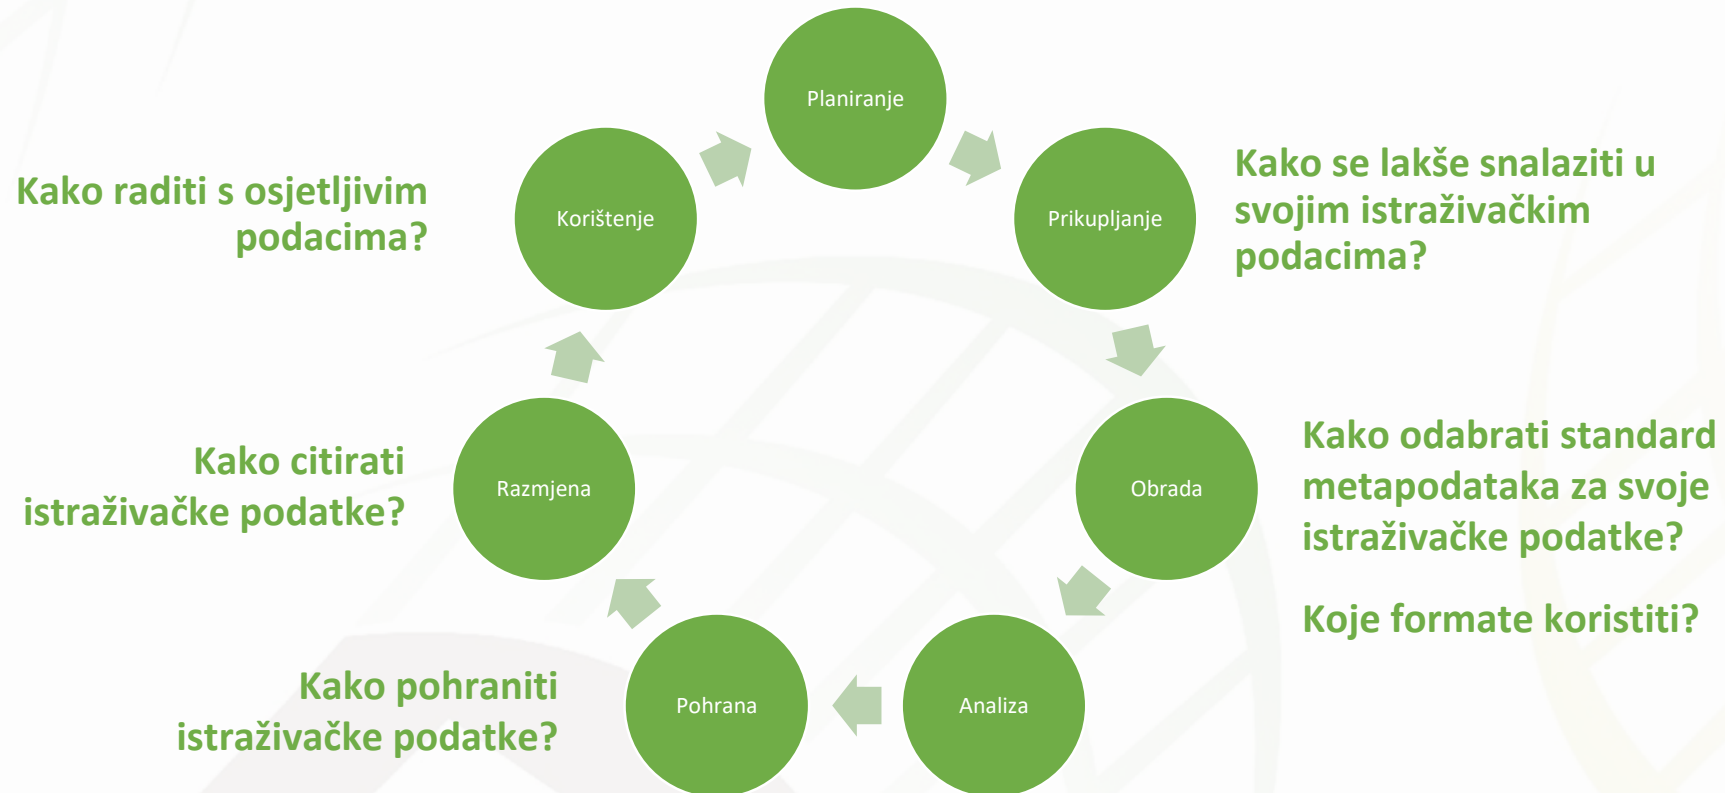 Planiranje
Prikupljanje
Kako se lakše snalaziti u
svojim istraživačkim
podacima?
Obrada
Kako odabrati standard
metapodataka za svoje
istraživačke podatke?
Koje formate koristiti?
Analiza
Pohrana
Kako pohraniti
istraživačke podatke?
Razmjena
Kako citirati
istraživačke podatke?
Korištenje
Kako raditi s osjetljivim
podacima?